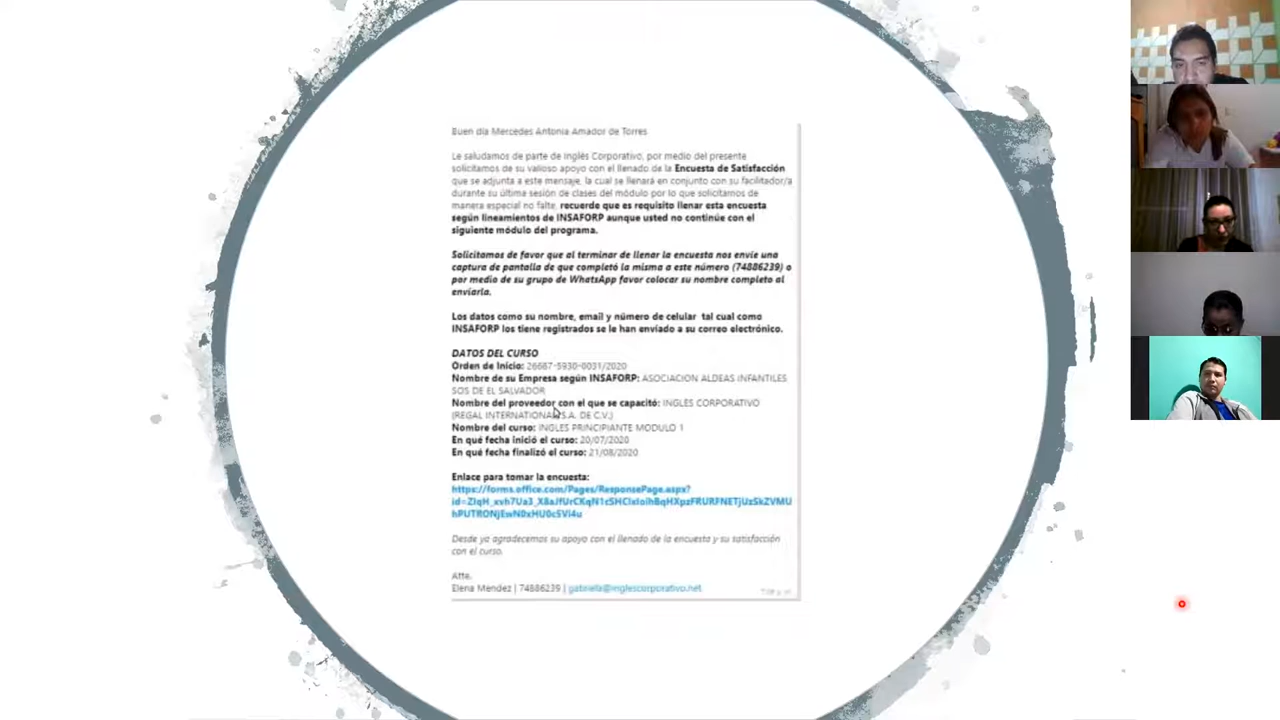 Buen día Mercedes Antonia Amador de Torres
Le saludamos de parte de Inglés Corporativo, por medio del presente
solicitamos de su valioso apoyo con el llenado de la Encuesta de Satisfacción
que se adjunta a este mensaje, la cual se llenará en conjunto con su facilitador/a
durante su última sesión de clases del módulo por lo que solicitamos de
manera especial no falte, recuerde que es requisito llenar esta encuesta
según lineamientos de INSAFORP aunque usted no continúe con el
siguiente módulo del programa.
Solicitamos de favor que al terminar de llenar la encuesta nos envíe una
captura de pantalla de que completó la misma a este número (74886239) o
por medio de su grupo de WhatsApp favor colocar su nombre completo al
enviarla.
Los datos como su nombre, email y número de celular tal cual como
INSAFORP los tiene registrados se le han enviado a su correo electrónico.
DATOS DEL CURSO
Orden de Inicio: 26687-5930-0031/2020
Nombre de su Empresa según INSAFORP: ASOCIACION ALDEAS INFANTILES
SOS DE EL SALVADOR
Nombre del proveedor con el que se capacitó: INGLES CORPORATIVO
(REGAL INTERNATIONAL S.A. DE C.V.)
Nombre del curso: INGLES PRINCIPIANTE MODULO 1
En qué fecha inició el curso: 20/07/2020
En qué fecha finalizó el curso: 21/08/2020
Enlace para tomar la encuesta:
https://forms.office.com/Pages/ResponsePage.aspx?
Desde ya agradecemos su apoyo con el llenado de la encuesta y su satisfacción
con el curso.
Atte.
Elena Mendez | 74886239 | gabriela@inglescorporativo.net